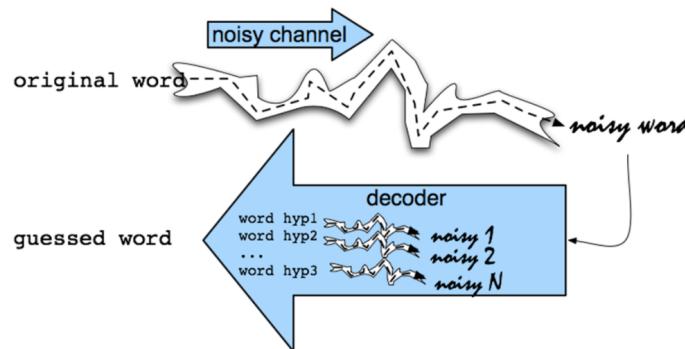 noisy channel
original word
noisy word
decoder
word hyp1 noisy 1
word hyp2 noisy 2
...
word hyp3 noisy N
guessed word